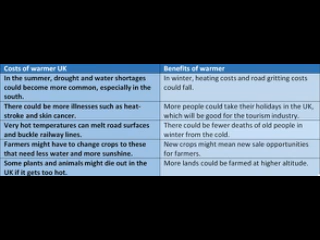 Costs of warmer UK
Benefits of warmer
In the summer, drought and water shortages
could become more common, especially in the
south.
In winter, heating costs and road gritting costs
could fall.
There could be more illnesses such as heat-
stroke and skin cancer.
More people could take their holidays in the UK,
which will be good for the tourism industry.
Very hot temperatures can melt road surfaces
and buckle railway lines.
There could be fewer deaths of old people in
winter from the cold.
Farmers might have to change crops to these
that need less water and more sunshine.
New crops might mean new sale opportunities
for farmers.
Some plants and animals might die out in the
UK if it gets too hot.
More lands could be farmed at higher altitude.